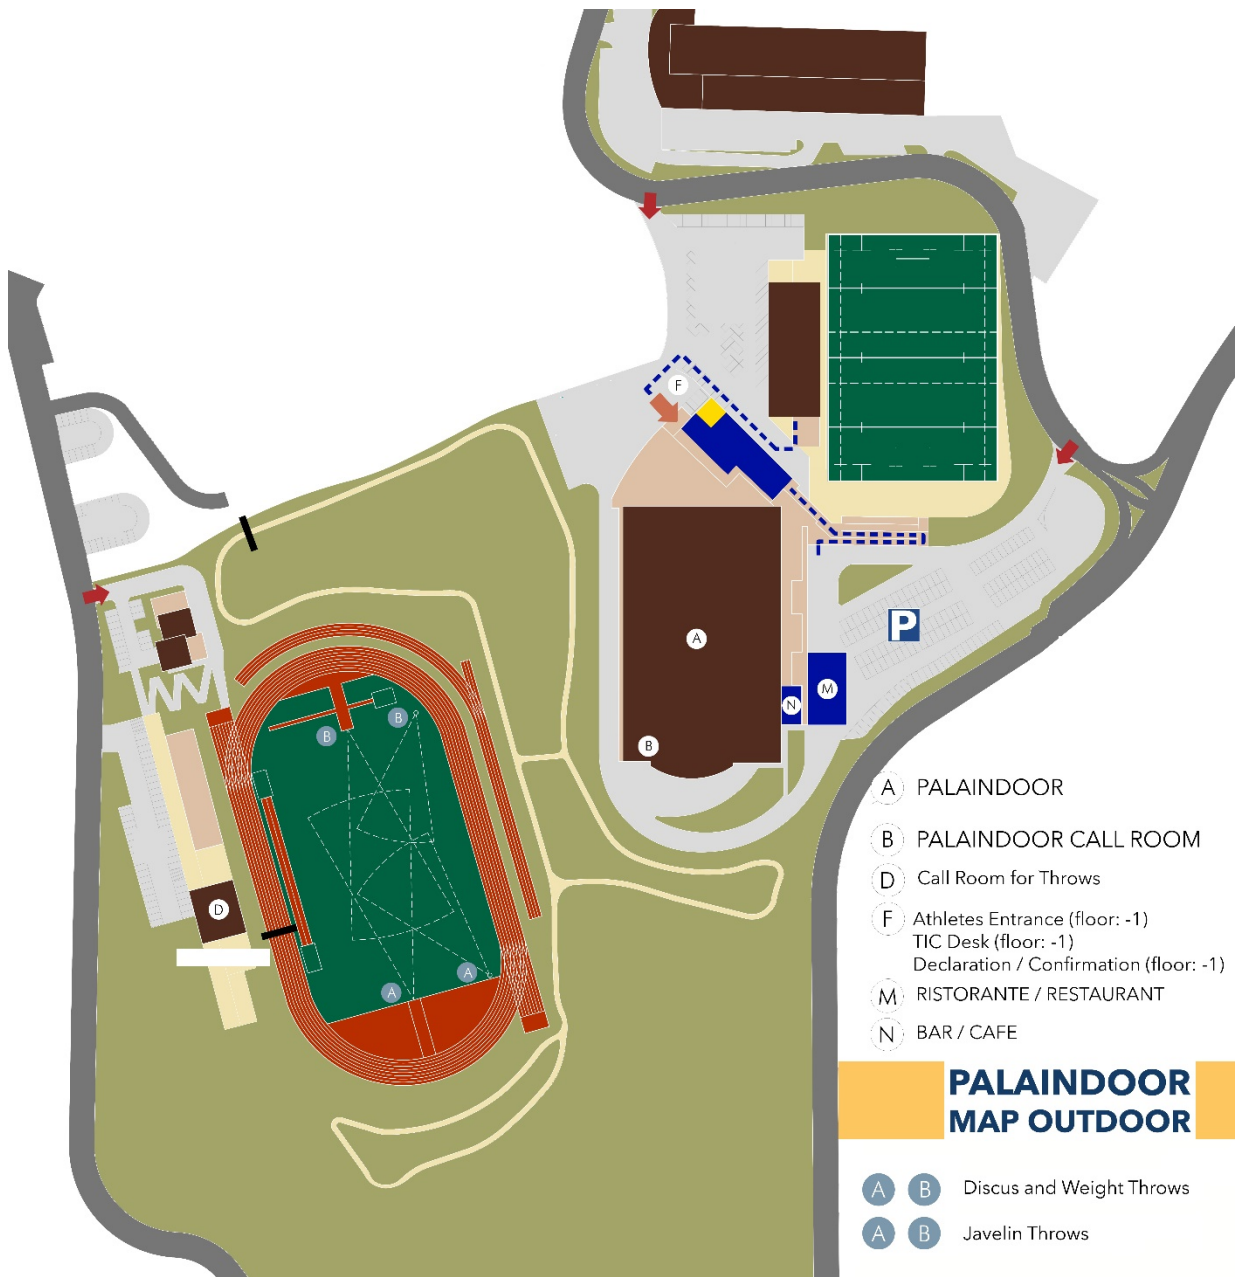 F
P
A
M
N
B
B
B
D
A
A
A PALAINDOOR
B PALAINDOOR CALL ROOM
D Call Room for Throws
F Athletes Entrance (floor: -1)
TIC Desk (floor: -1)
Declaration / Confirmation (floor: -1)
M RISTORANTE / RESTAURANT
N BAR / CAFE
PALAINDOOR
MAP OUTDOOR
A B Discus and Weight Throws
A B Javelin Throws